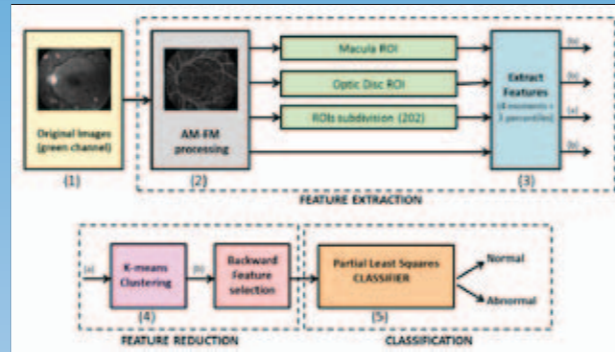 Original Images
(green channel)
(1)
AM-FM
processing
(2)
Macula ROI
Optic Disc ROI
ROIs subdivision (202)
Extract
Features
(4 moments +
3 percentiles)
(3)
(b)
(b)
(a)
(b)
FEATURE EXTRACTION
(a)
K-means
Clustering
(4)
(b)
Backward
Feature
selection
FEATURE REDUCTION
Partial Least Squares
CLASSIFIER
(5)
Normal
Abnormal
CLASSIFICATION